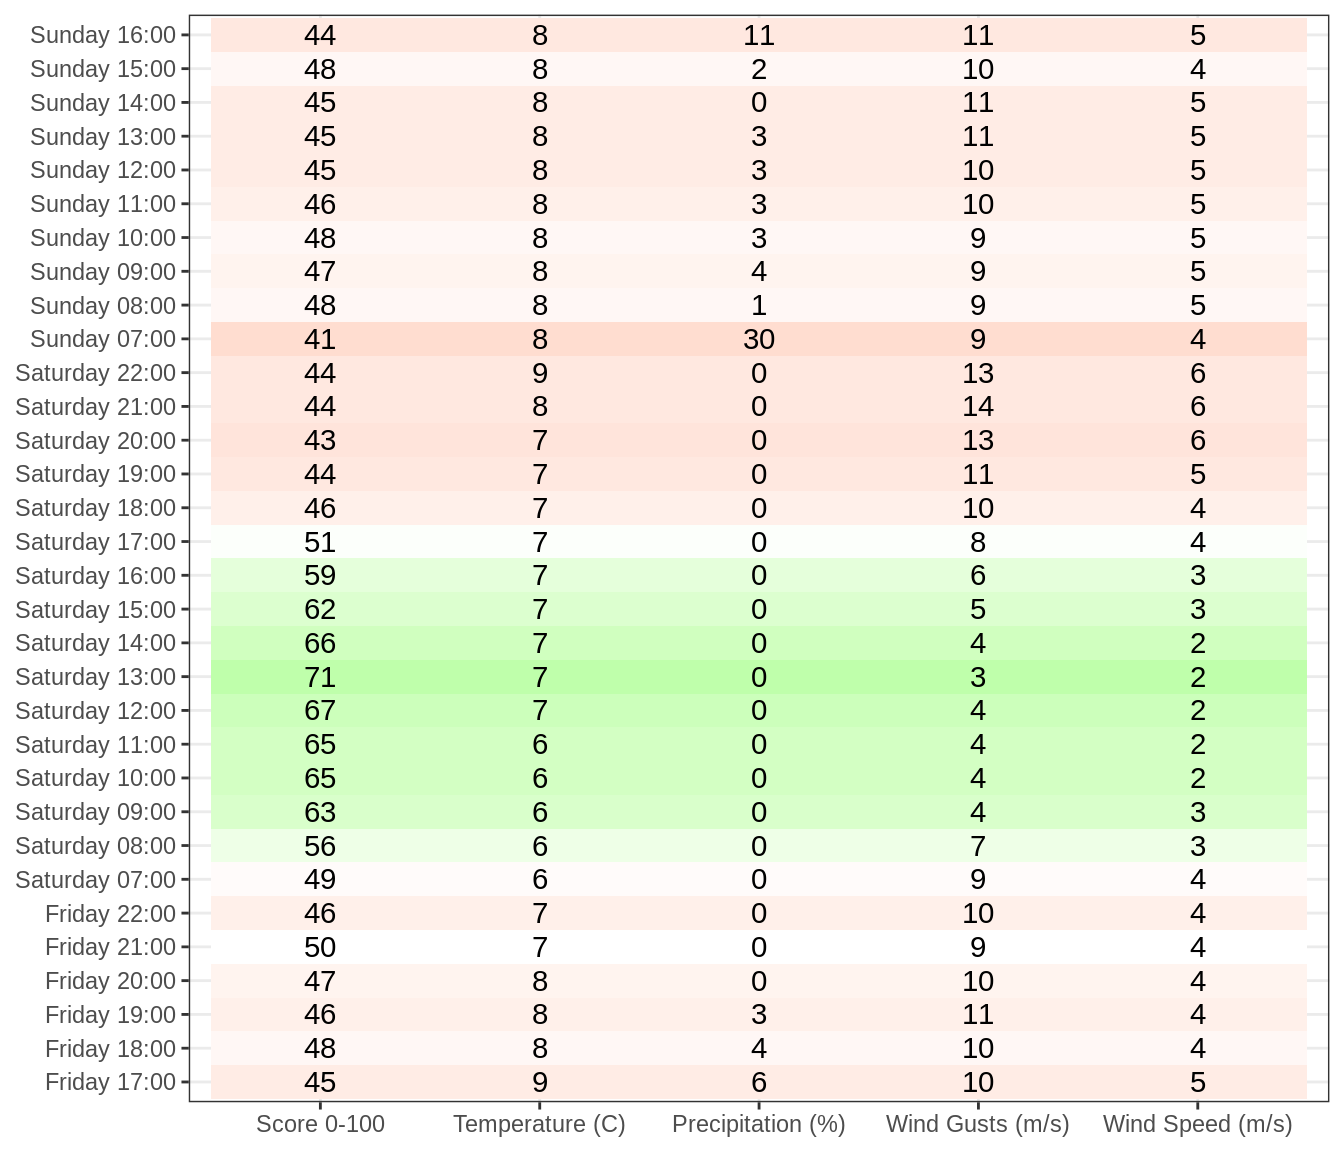 Sunday 16:00 44 8 11 11 5
Sunday 15:00 48 8 2 10 4
Sunday 14:00 45 8 0 11 5
Sunday 13:00 45 8 3 11 5
Sunday 12:00 45 8 3 10 5
Sunday 11:00 46 8 3 10 5
Sunday 10:00 48 8 3 9 5
Sunday 09:00 47 8 4 9 5
Sunday 08:00 48 8 1 9 5
Sunday 07:00 41 8 30 9 4
Saturday 22:00 44 9 0 13 6
Saturday 21:00 44 8 0 14 6
Saturday 20:00 43 7 0 13 6
Saturday 19:00 44 7 0 11 5
Saturday 18:00 46 7 0 10 4
Saturday 17:00 51 7 0 8 4
Saturday 16:00 59 7 0 6 3
Saturday 15:00 62 7 0 5 3
Saturday 14:00 66 7 0 4 2
Saturday 13:00 71 7 0 3 2
Saturday 12:00 67 7 0 4 2
Saturday 11:00 65 6 0 4 2
Saturday 10:00 65 6 0 4 2
Saturday 09:00 63 6 0 4 3
Saturday 08:00 56 6 0 7 3
Saturday 07:00 49 6 0 9 4
Friday 22:00 46 7 0 10 4
Friday 21:00 50 7 0 9 4
Friday 20:00 47 8 0 10 4
Friday 19:00 46 8 3 11 4
Friday 18:00 48 8 4 10 4
Friday 17:00 45 9 6 10 5
Score 0-100 Temperature (C) Precipitation (%) Wind Gusts (m/s) Wind Speed (m/s)